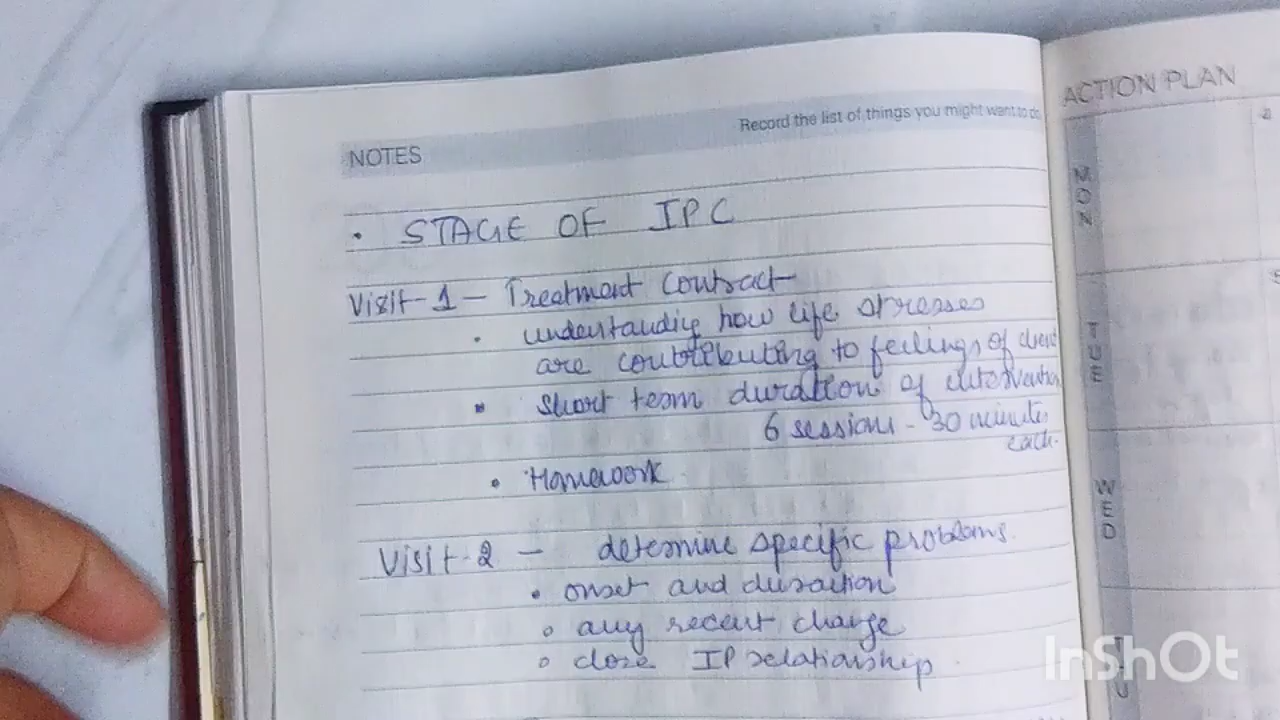 NOTES
Record the list of things you might want to do
• STAGE OF IPC
Visit-1 – Treatment Contract
• understanding how life stresses
are contributing to feelings of client
• Short term duration of intervention
6 sessions - 30 minutes
each.
• Homework
Visit-2 – determine specific problems.
• onset and duration
• any recent change
• close IP relationship.
ACTION PLAN
MON
2
5
TUE
WED
InShOt